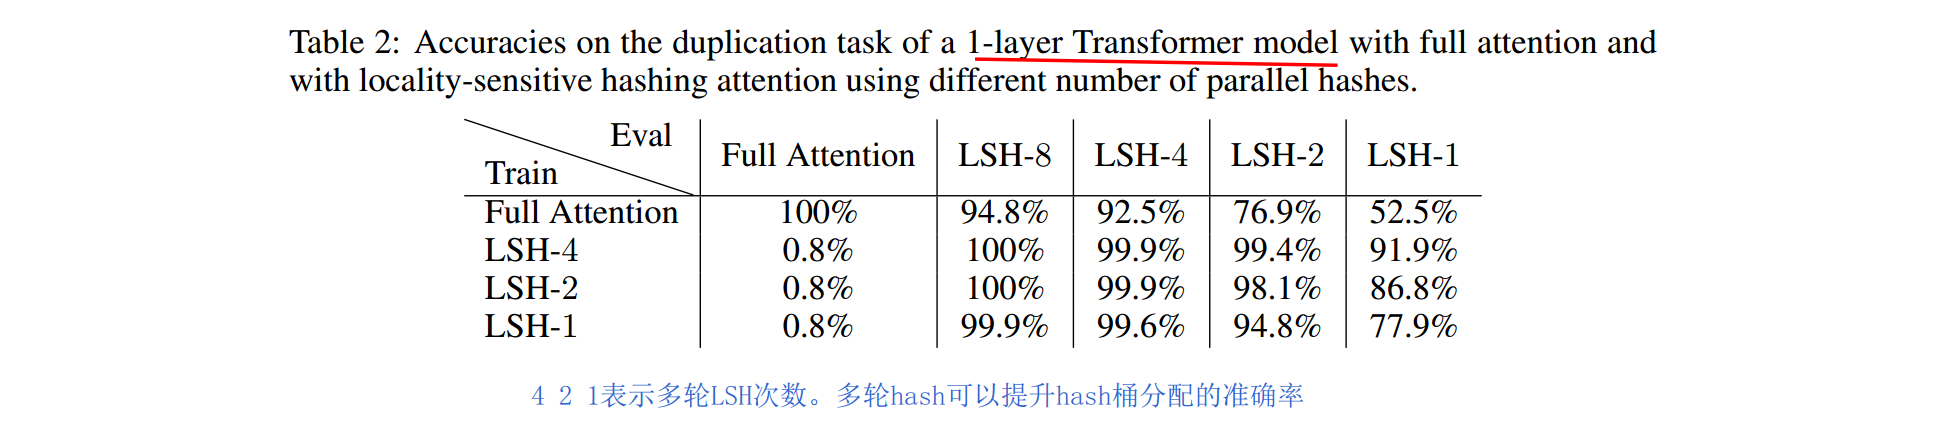 Table 2: Accuracies on the duplication task of a 1-layer Transformer model with full attention and
with locality-sensitive hashing attention using different number of parallel hashes.
Eval
Train
Full Attention LSH-8 LSH-4 LSH-2 LSH-1
Full Attention 100% 94.8% 92.5% 76.9% 52.5%
LSH-4 0.8% 100% 99.9% 99.4% 91.9%
LSH-2 0.8% 100% 99.9% 98.1% 86.8%
LSH-1 0.8% 99.9% 99.6% 94.8% 77.9%
4 2 1表示多轮LSH次数。多轮hash可以提升hash桶分配的准确率